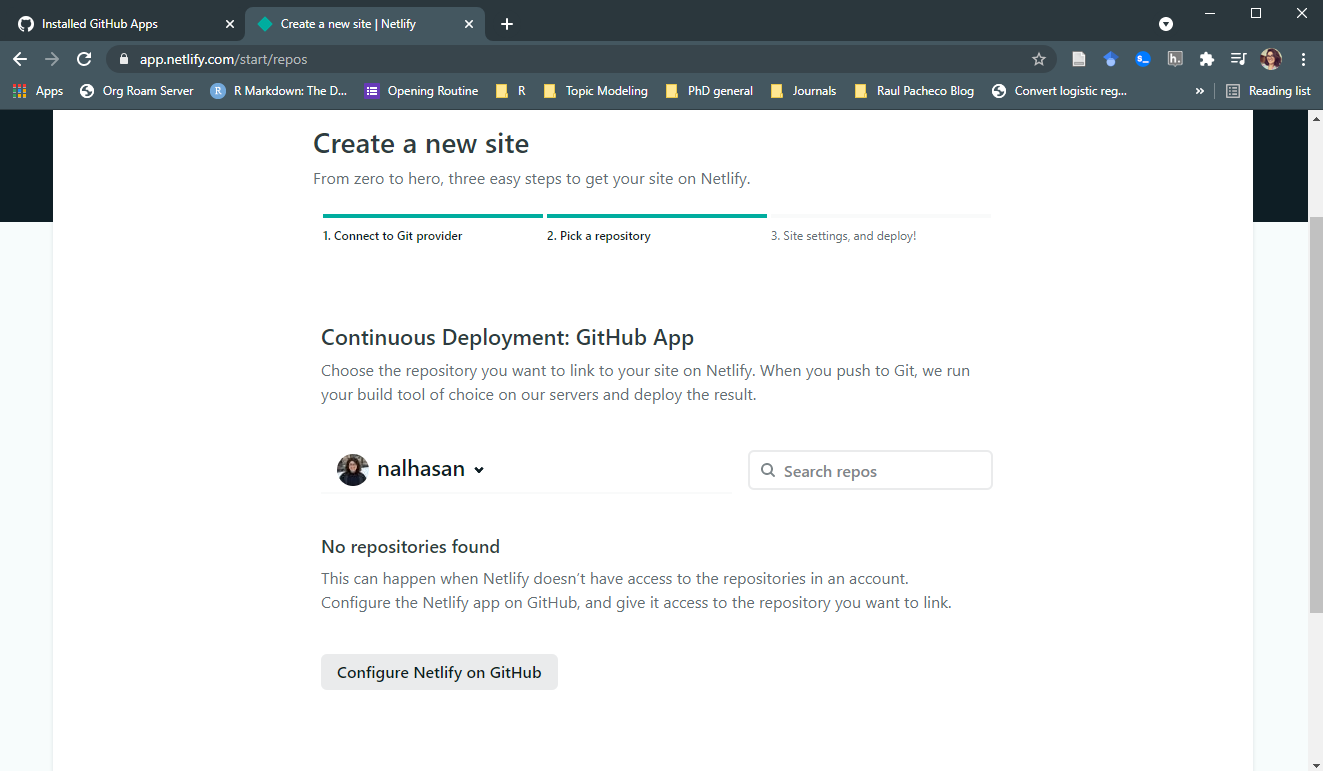 Installed GitHub Apps
Create a new site | Netlify
app.netlify.com/start/repos
Apps Org Roam Server R Markdown: The D... Opening Routine R Topic Modeling PhD general Journals Raul Pacheco Blog Convert logistic reg... » Reading list
Create a new site
From zero to hero, three easy steps to get your site on Netlify.
1. Connect to Git provider
2. Pick a repository
3. Site settings, and deploy!
Continuous Deployment: GitHub App
Choose the repository you want to link to your site on Netlify. When you push to Git, we run
your build tool of choice on our servers and deploy the result.
nalhasan
Search repos
No repositories found
This can happen when Netlify doesn’t have access to the repositories in an account.
Configure the Netlify app on GitHub, and give it access to the repository you want to link.
Configure Netlify on GitHub